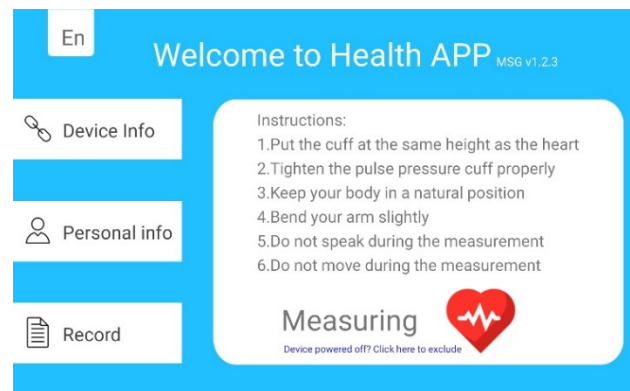 En
Welcome to Health APP MSG v1.2.3
Device Info
Personal info
Record
Instructions:
1.Put the cuff at the same height as the heart
2.Tighten the pulse pressure cuff properly
3.Keep your body in a natural position
4.Bend your arm slightly
5.Do not speak during the measurement
6.Do not move during the measurement
Measuring
Device powered off? Click here to exclude